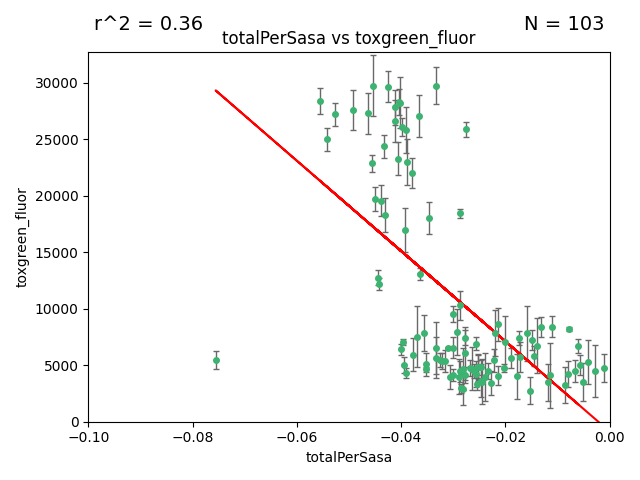 r^2 = 0.36
N = 103
totalPerSasa vs toxgreen_fluor
30000
25000
20000
15000
10000
5000
0
toxgreen_fluor
−0.10
−0.08
−0.06
−0.04
−0.02
0.00
totalPerSasa